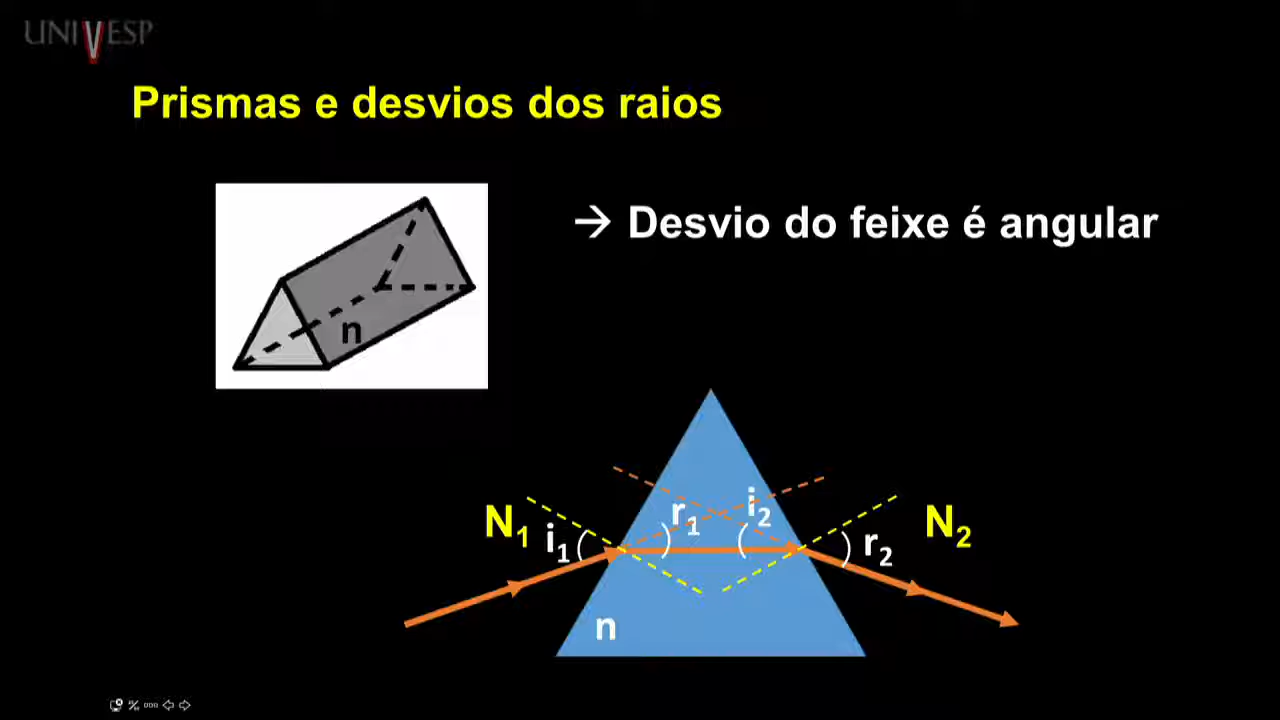 UNIVESP
Prismas e desvios dos raios
→ Desvio do feixe é angular
n
N₁
i₁
r₁
i₂
r₂
N₂
n